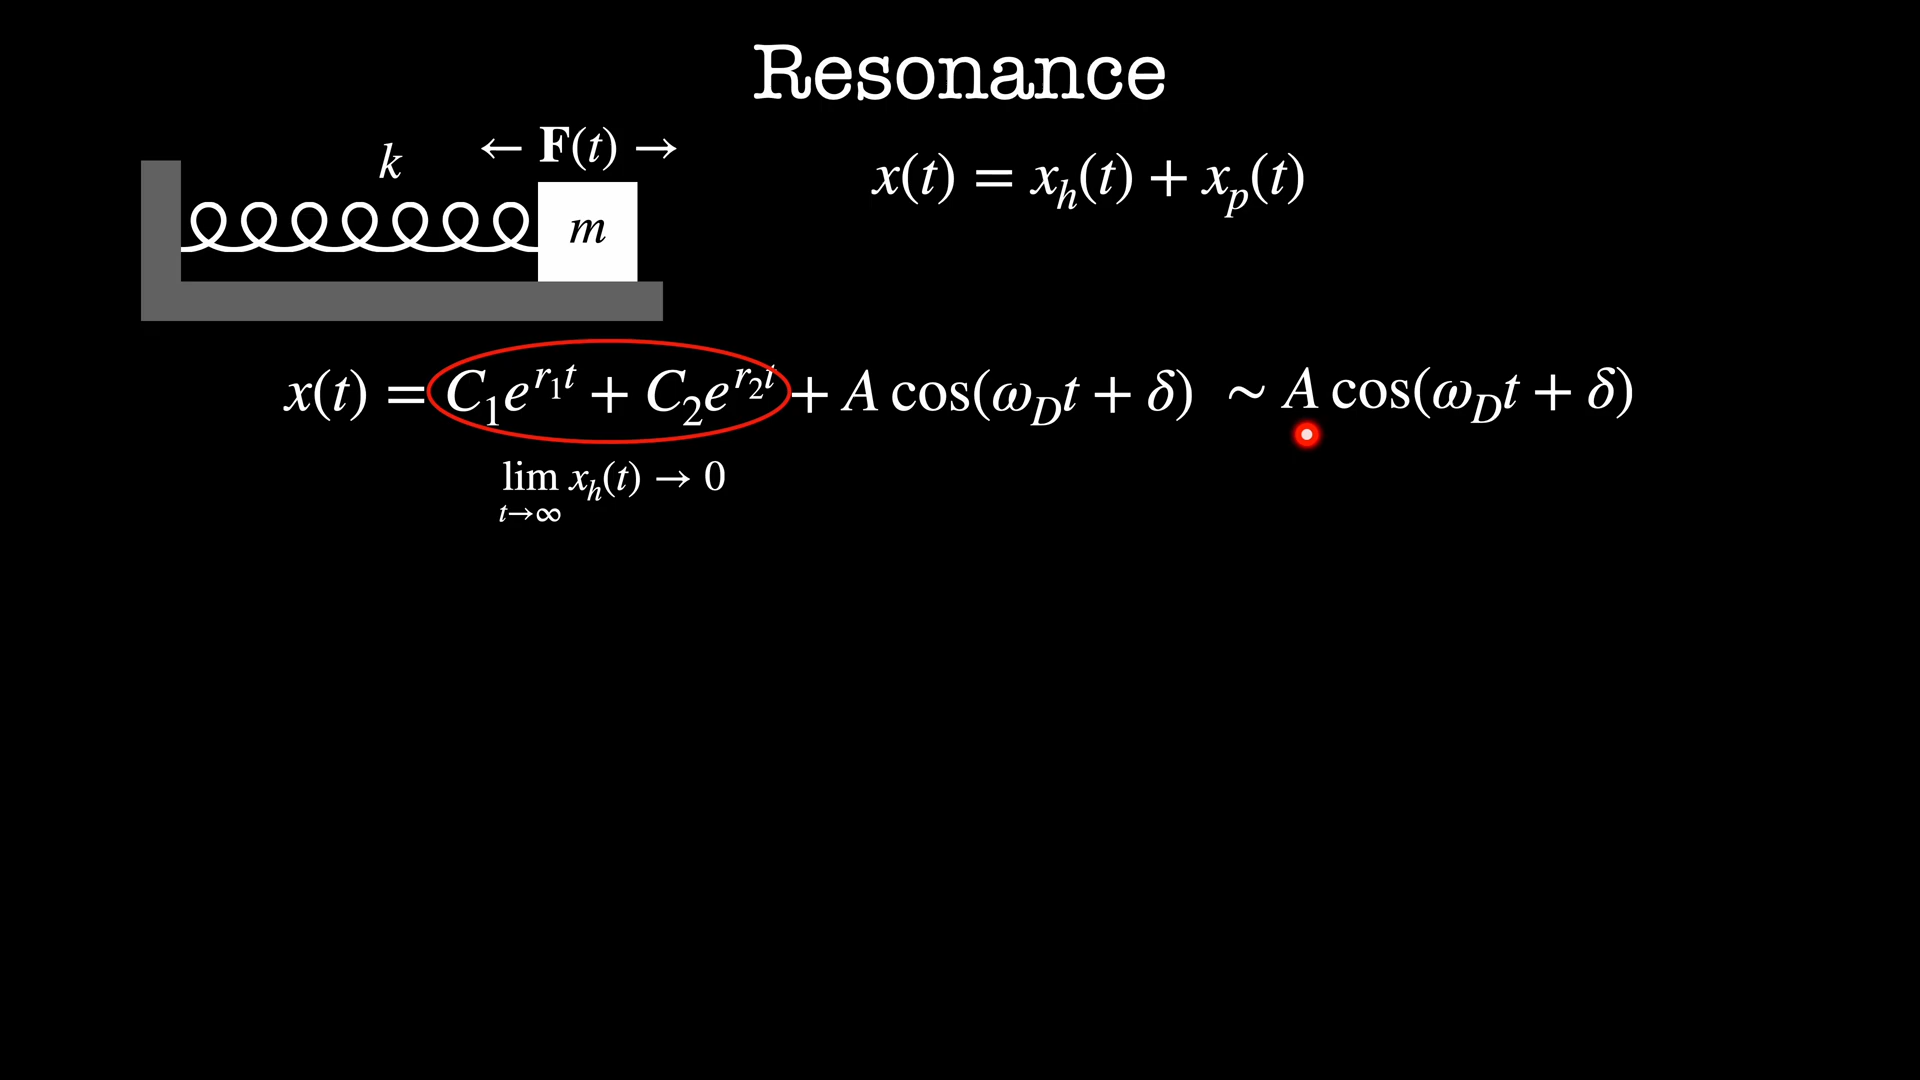 Resonance
k
← F(t) →
m
x(t) = x_h(t) + x_p(t)
x(t) = C_1e^{r_1t} + C_2e^{r_2t} + A cos(ω_Dt + δ) ~ A cos(ω_Dt + δ)
lim_{t→∞} x_h(t) → 0